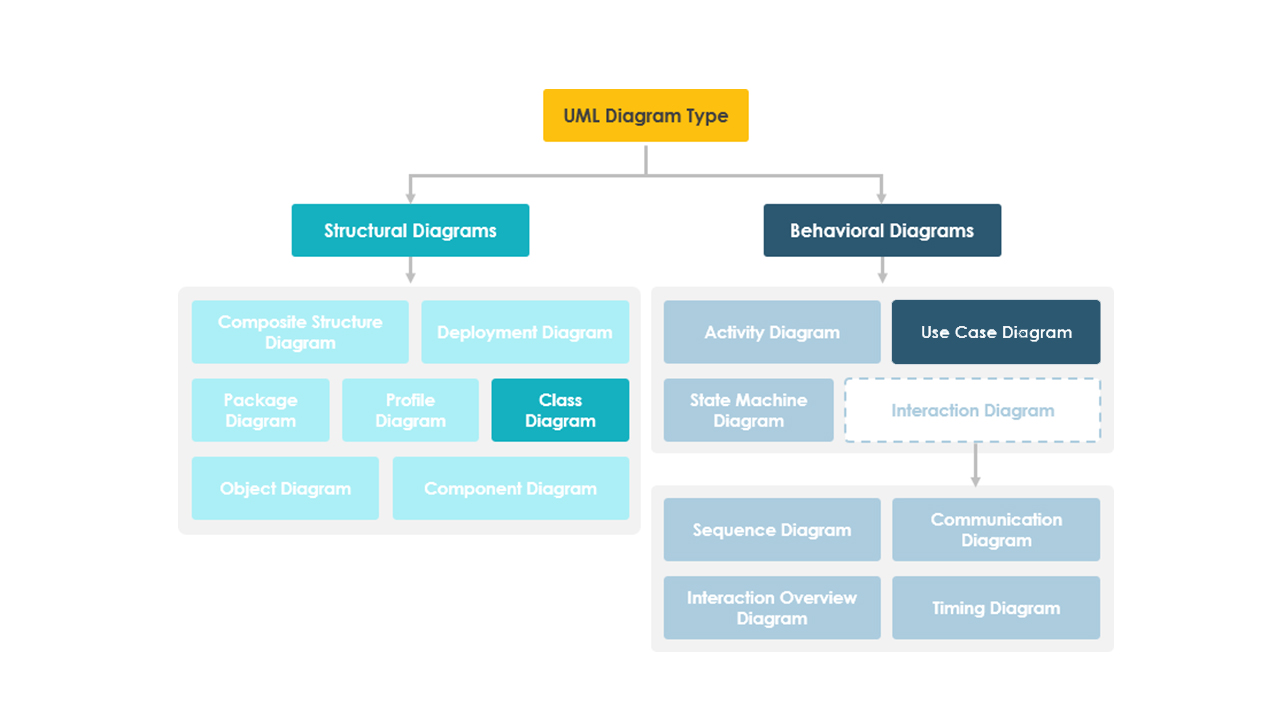 UML Diagram Type
Structural Diagrams
Behavioral Diagrams
Composite Structure
Diagram
Deployment Diagram
Package
Diagram
Profile
Diagram
Class
Diagram
Object Diagram
Component Diagram
Activity Diagram
Use Case Diagram
State Machine
Diagram
Interaction Diagram
Sequence Diagram
Communication
Diagram
Interaction Overview
Diagram
Timing Diagram